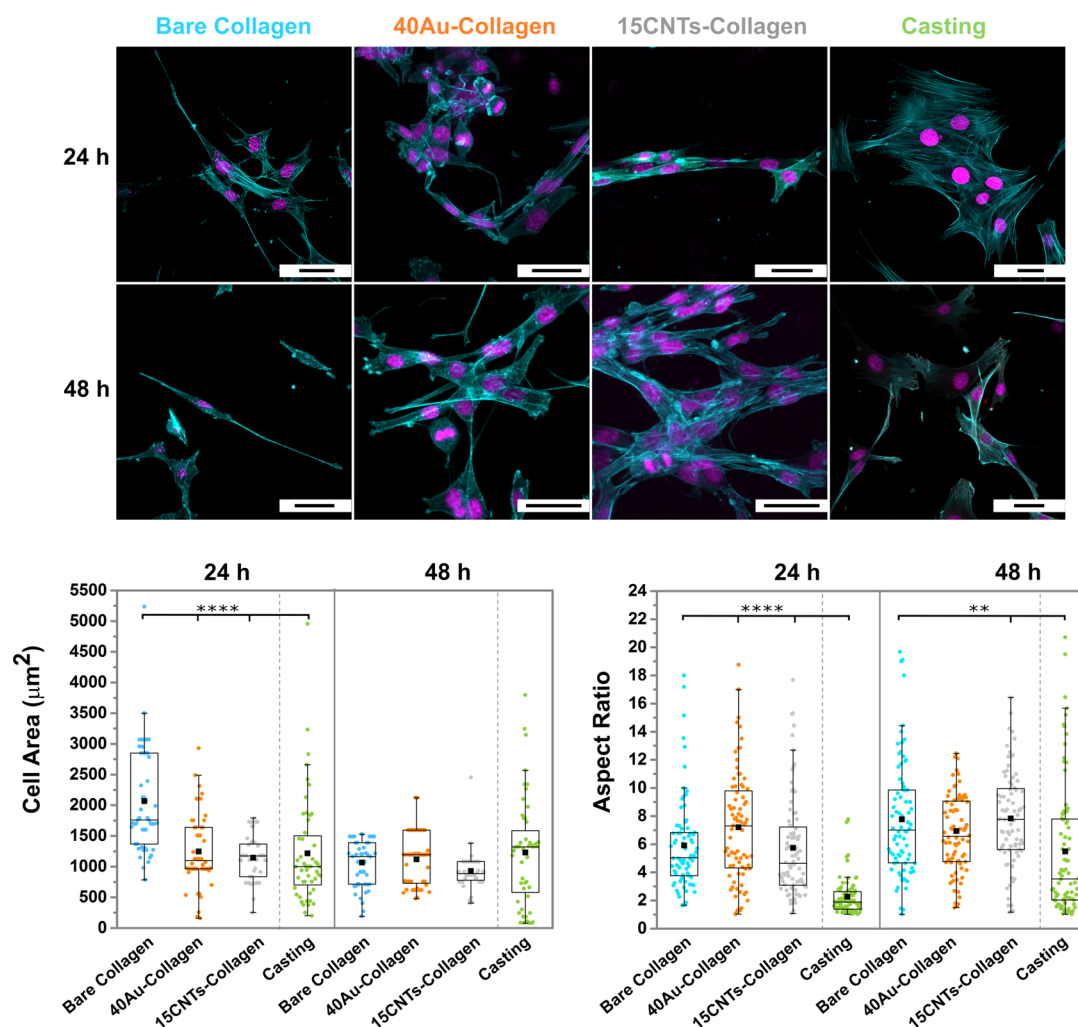 Bare Collagen 40Au-Collagen 15CNTs-Collagen Casting
24 h
48 h
24 h 48 h
5500
5000
4500
4000
3500
3000
2500
2000
1500
1000
500
0
Cell Area (μm²)
****
Bare Collagen
40Au-Collagen
15CNTs-Collagen
Casting
Bare Collagen
40Au-Collagen
15CNTs-Collagen
Casting
24 h 48 h
24
22
20
18
16
14
12
10
8
6
4
2
0
Aspect Ratio
**** **
Bare Collagen
40Au-Collagen
15CNTs-Collagen
Casting
Bare Collagen
40Au-Collagen
15CNTs-Collagen
Casting